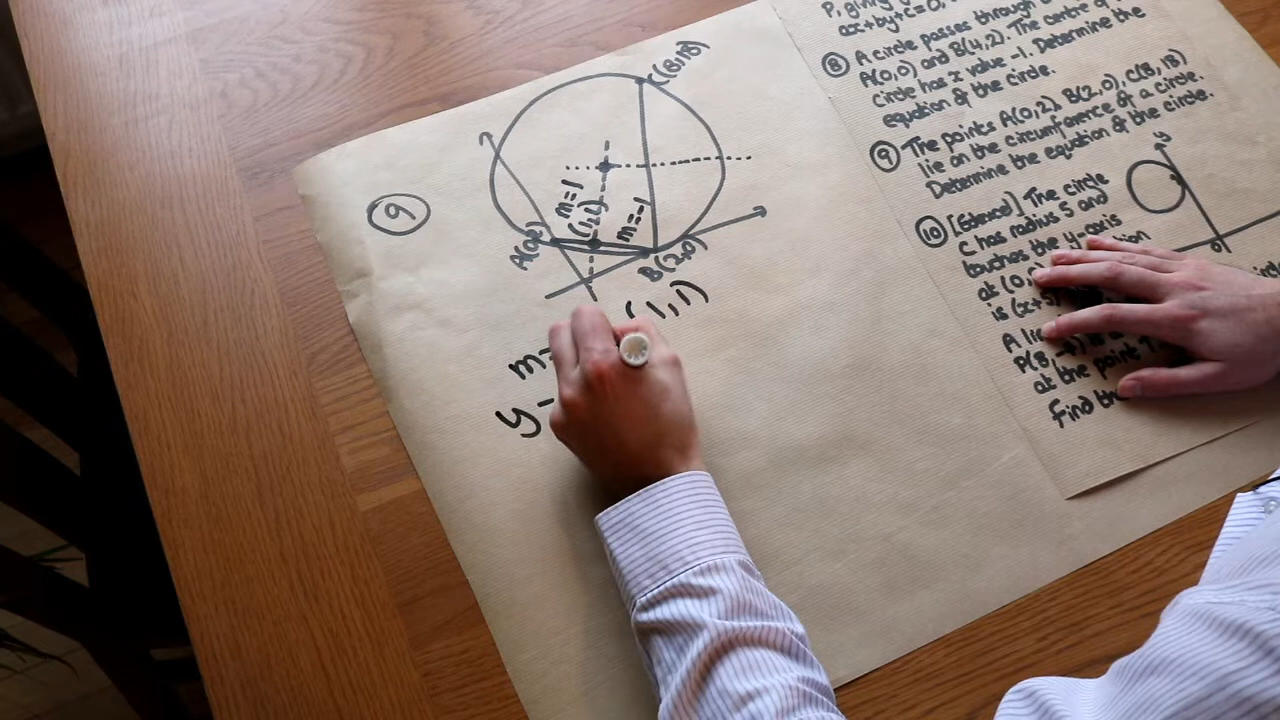 9
C(8,18)
m=1
(1,1)
m=-1
A(0,2)
B(2,0)
(1,1)
m=
y-
P, giving
ax+by+c=0,
8 A circle passes through
A(0,0) and B(4,2). The centre of
circle has x value -1. Determine the
equation of the circle.
9 The points A(0,2), B(2,0), C(8,18)
lie on the circumference of a circle.
Determine the equation of the circle.
10 [Edexcel] The circle
C has radius 5 and
touches the y-axis
at (0,
is (x+5
A
P(8,
at the point
Find the
y
0